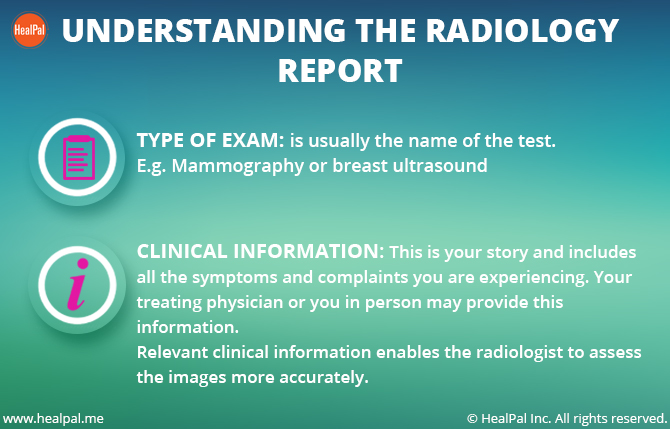 HealPal
UNDERSTANDING THE RADIOLOGY
REPORT
TYPE OF EXAM: is usually the name of the test.
E.g. Mammography or breast ultrasound
CLINICAL INFORMATION: This is your story and includes
all the symptoms and complaints you are experiencing. Your
treating physician or you in person may provide this
information.
Relevant clinical information enables the radiologist to assess
the images more accurately.
www.healpal.me
© HealPal Inc. All rights reserved.